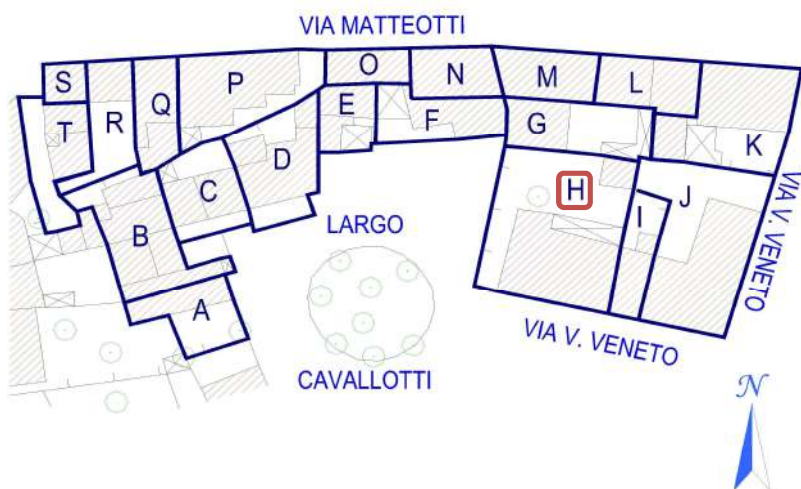 VIA MATTEOTTI
S
P
O
N
M
L
T
R
Q
E
F
G
K
D
C
H
J
VIA V. VENETO
B
LARGO
I
A
VIA V. VENETO
CAVALLOTTI
N